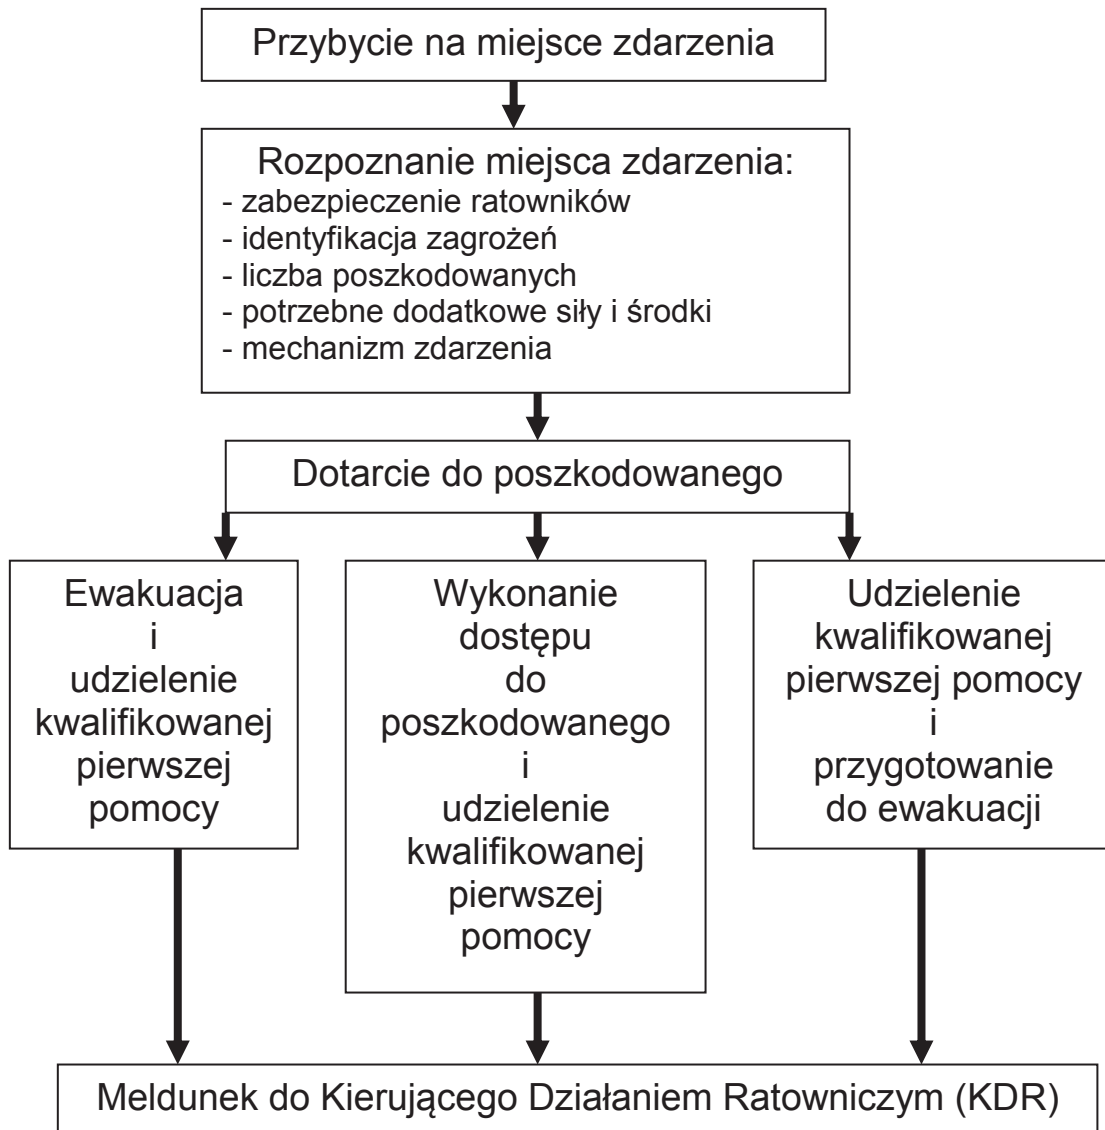 Przybycie na miejsce zdarzenia
Rozpoznanie miejsca zdarzenia:
- zabezpieczenie ratowników
- identyfikacja zagrożeń
- liczba poszkodowanych
- potrzebne dodatkowe siły i środki
- mechanizm zdarzenia
Dotarcie do poszkodowanego
Ewakuacja
i
udzielenie
kwalifikowanej
pierwszej
pomocy
Wykonanie
dostępu
do
poszkodowanego
i
udzielenie
kwalifikowanej
pierwszej
pomocy
Udzielenie
kwalifikowanej
pierwszej pomocy
i
przygotowanie
do ewakuacji
Meldunek do Kierującego Działaniem Ratowniczym (KDR)